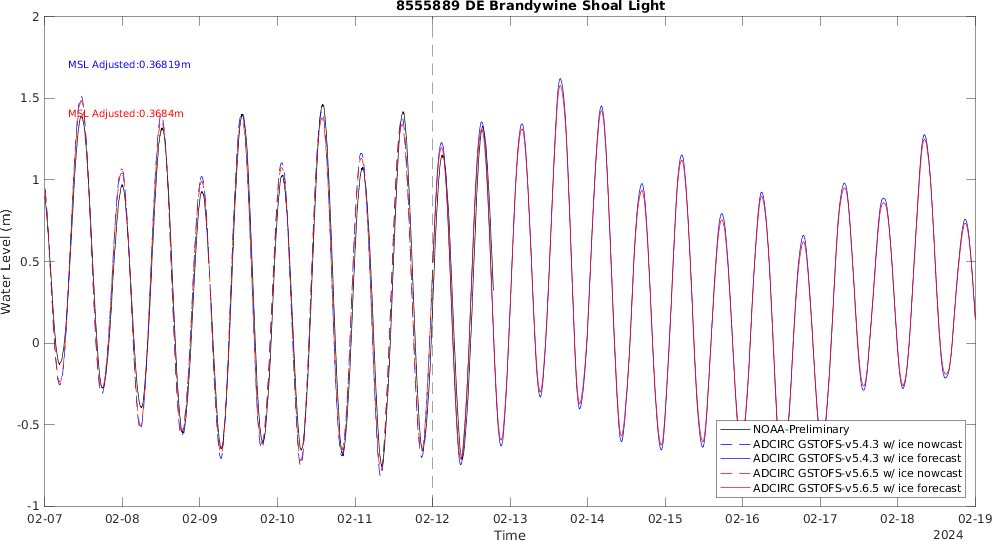 8555889 DE Brandywine Shoal Light
MSL Adjusted:0.36819m
MSL Adjusted:0.3684m
Water Level (m)
2
1.5
1
0.5
0
-0.5
-1
NOAA-Preliminary
ADCIRC GSTOFS-v5.4.3 w/ ice nowcast
ADCIRC GSTOFS-v5.4.3 w/ ice forecast
ADCIRC GSTOFS-v5.6.5 w/ ice nowcast
ADCIRC GSTOFS-v5.6.5 w/ ice forecast
02-07 02-08 02-09 02-10 02-11 02-12 02-13 02-14 02-15 02-16 02-17 02-18 02-19
Time
2024